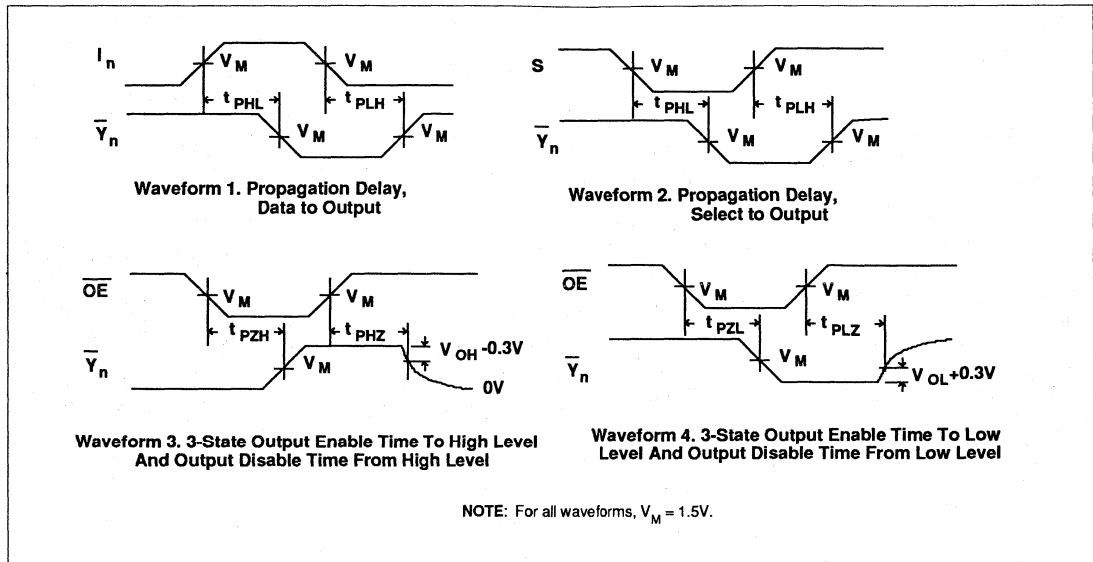 I n
V M
V M
t PHL
t PLH
Y n
V M
V M
Waveform 1. Propagation Delay,
Data to Output
S
V M
V M
t PHL
t PLH
Y n
V M
V M
Waveform 2. Propagation Delay,
Select to Output
OE
V M
V M
t PZH
t PHZ
Y n
V M
V OH -0.3V
0V
Waveform 3. 3-State Output Enable Time To High Level
And Output Disable Time From High Level
OE
V M
V M
t PZL
t PLZ
Y n
V M
V OL+0.3V
Waveform 4. 3-State Output Enable Time To Low
Level And Output Disable Time From Low Level
NOTE: For all waveforms, V M = 1.5V.